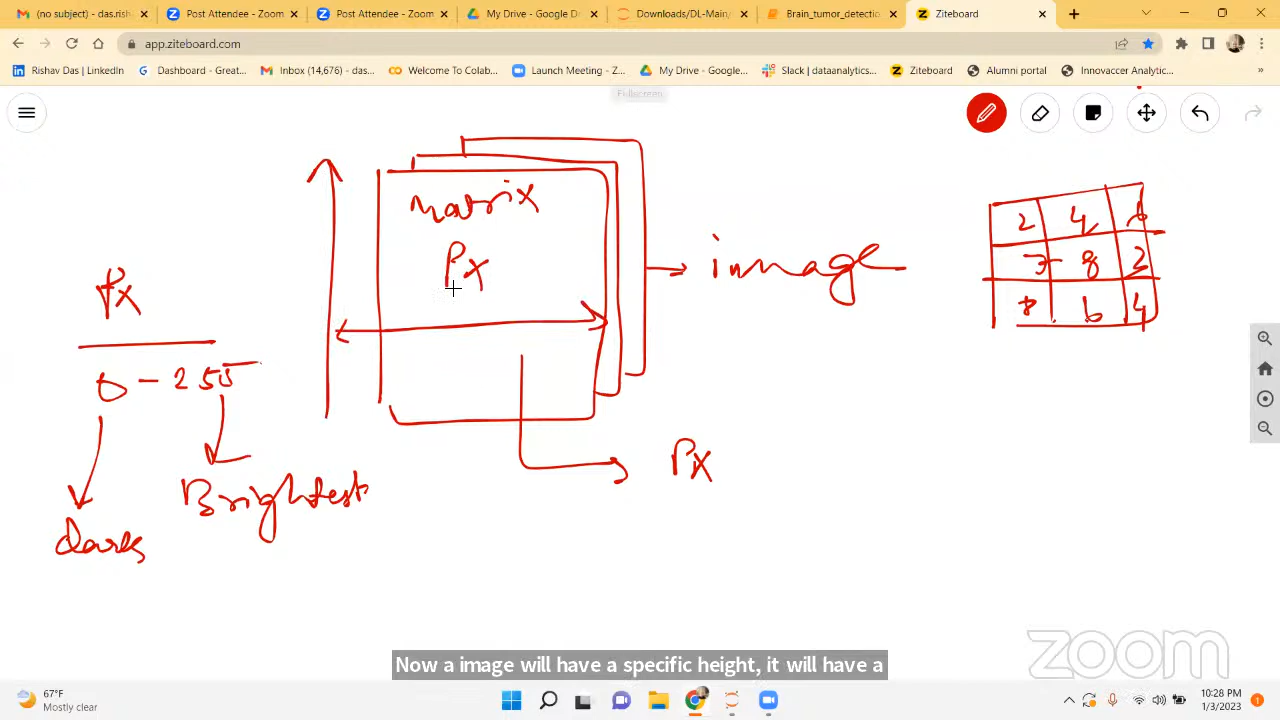 (no subject) - das.rish
Post Attendee - Zoom
Post Attendee - Zoom
My Drive - Google D
Downloads/DL-Main/
Brain_tumor_detectio
Ziteboard
app.ziteboard.com
Rishav Das | LinkedIn
Dashboard - Great...
Inbox (14,676) - das...
Welcome To Colab...
Launch Meeting - Z...
My Drive - Google...
Slack | dataanalytics...
Ziteboard
Alumni portal
Innovaccer Analytic...
»
Fullscreen
Matrix
Px
image
Px
0 - 255
dark
Brightest
Px
2 4
7 8 3
8 6 4
Now a image will have a specific height, it will have a
zoom
67°F
Mostly clear
10:28 PM
1/3/2023
1